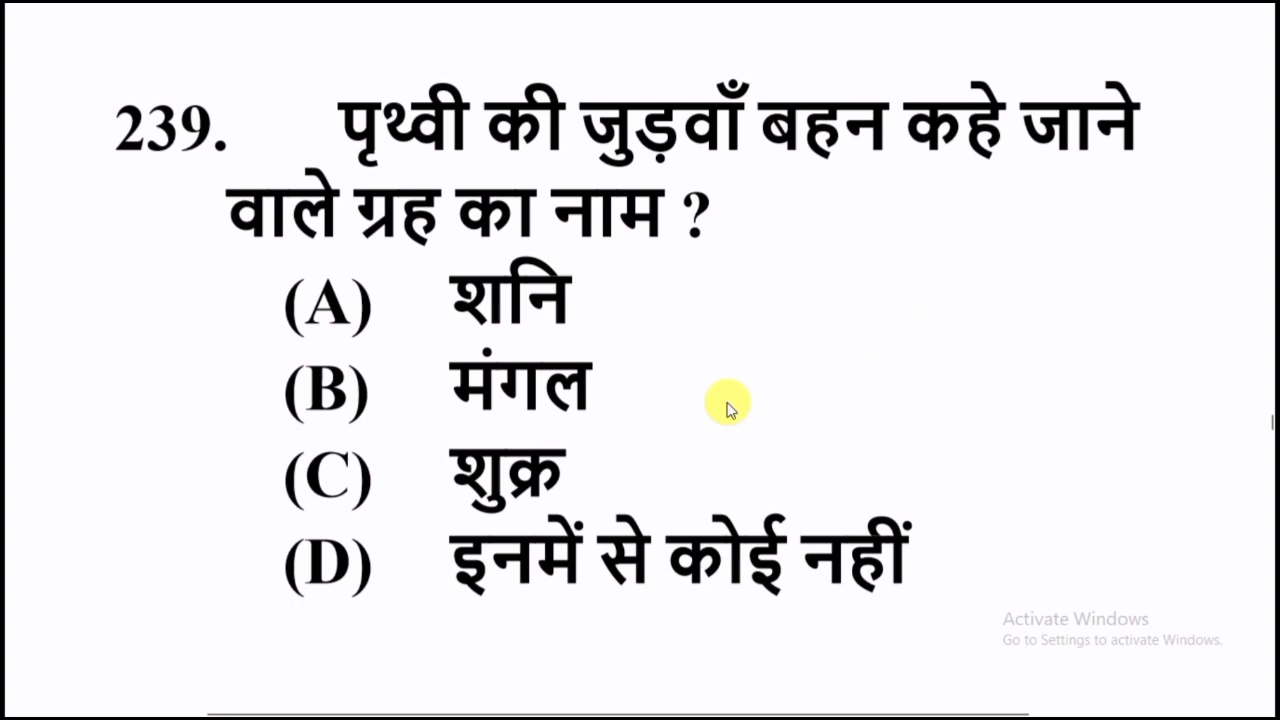 239. पृथ्वी की जुड़वाँ बहन कहे जाने
वाले ग्रह का नाम ?
(A) शनि
(B) मंगल
(C) शुक्र
(D) इनमें से कोई नहीं
Activate Windows
Go to Settings to activate Windows.